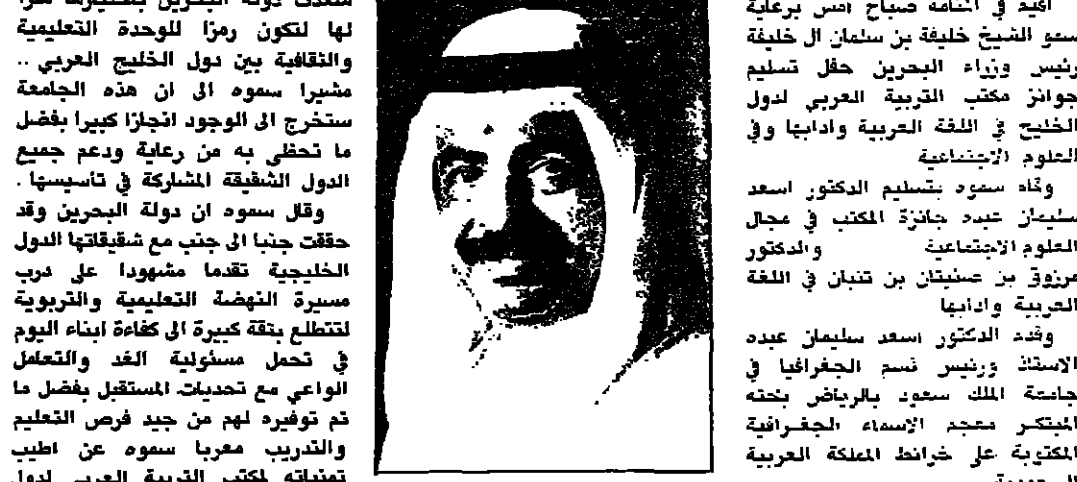 اقيم في المنامة صباح امس برعاية
سمو الشيخ خليفة بن سلمان ال خليفة
رئيس وزراء البحرين حفل تسليم
جوائز مكتب التربية العربي لدول
الخليج في اللغة العربية وادابها وفي
العلوم الاجتماعية
وقام سموه بتسليم الدكتور اسعد
سليمان عبده جائزة المكتب في مجال
العلوم الاجتماعية والدكتور
مرزوق بن صنيتان بن تنباك في اللغة
العربية وادابها
وقدم الدكتور اسعد سليمان عبده
الاستاذ ورئيس قسم الجغرافيا في
جامعة الملك سعود بالرياض بحثه
المبتكر معجم الاسماء الجغرافية
المكتوبة على خرائط المملكة العربية
لها لتكون رمزا للوحدة التعليمية
والثقافية بين دول الخليج العربي ..
مشيرا سموه الى ان هذه الجامعة
ستخرج الى الوجود انجازا كبيرا بفضل
ما تحظى به من رعاية ودعم جميع
الدول الشقيقة المشاركة في تأسيسها .
وقال سموه ان دولة البحرين وقد
حققت جنبا الى جنب مع شقيقاتها الدول
الخليجية تقدما مشهودا على درب
مسيرة النهضة التعليمية والتربوية
لتتطلع بثقة كبيرة الى كفاءة ابناء اليوم
في تحمل مسئولية الغد والتعامل
الواعي مع تحديات المستقبل بفضل ما
تم توفيره لهم من جيد فرص التعليم
والتدريب معربا سموه عن اطيب
تمنياته لمكتب التربية العربي لدول